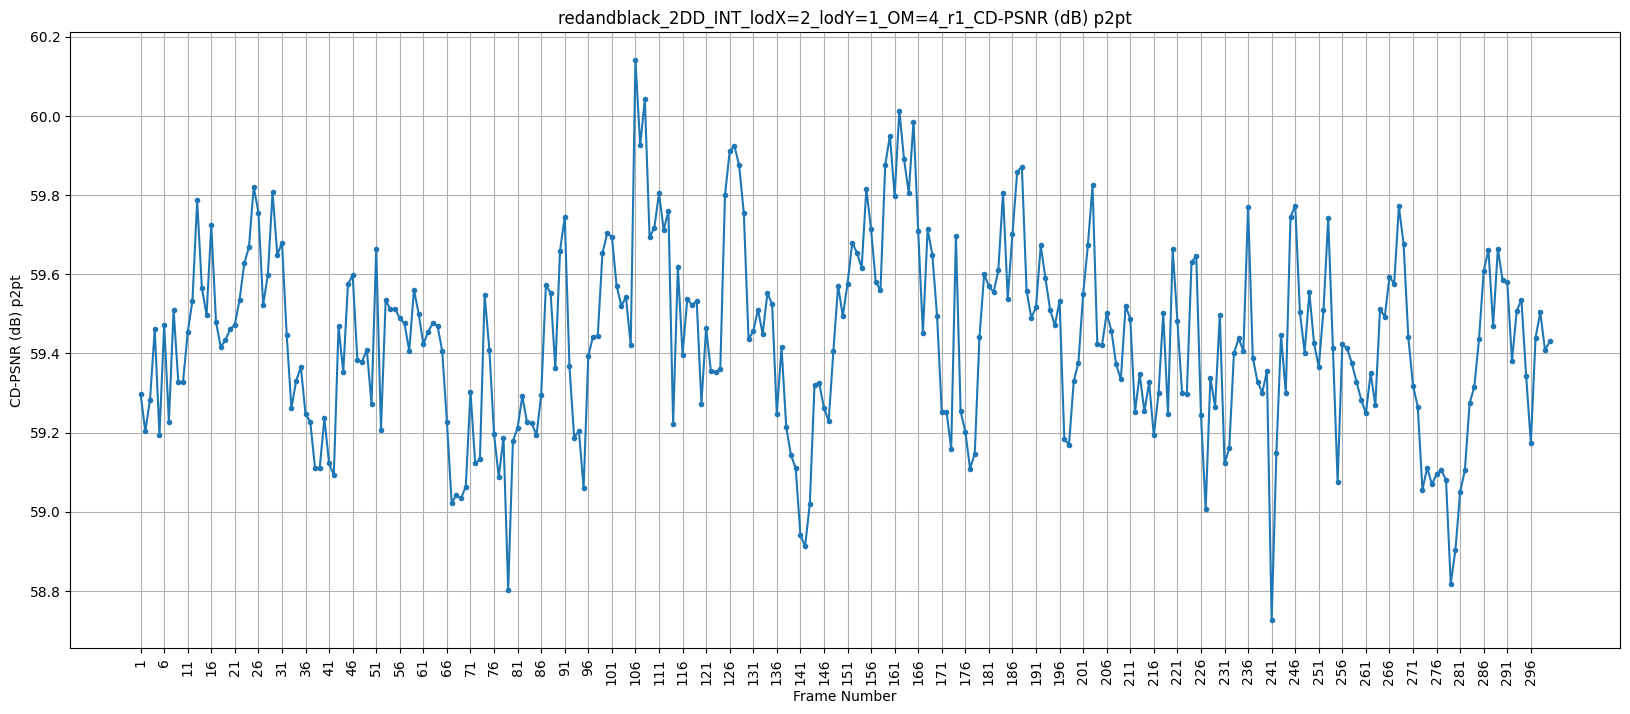 redandblack_2DD_INT_lodX=2_lodY=1_OM=4_r1_CD-PSNR (dB) p2pt
CD-PSNR (dB) p2pt
60.2
60.0
59.8
59.6
59.4
59.2
59.0
58.8
1 6 11 16 21 26 31 36 41 46 51 56 61 66 71 76 81 86 91 96 101 106 111 116 121 126 131 136 141 146 151 156 161 166 171 176 181 186 191 196 201 206 211 216 221 226 231 236 241 246 251 256 261 266 271 276 281 286 291 296
Frame Number